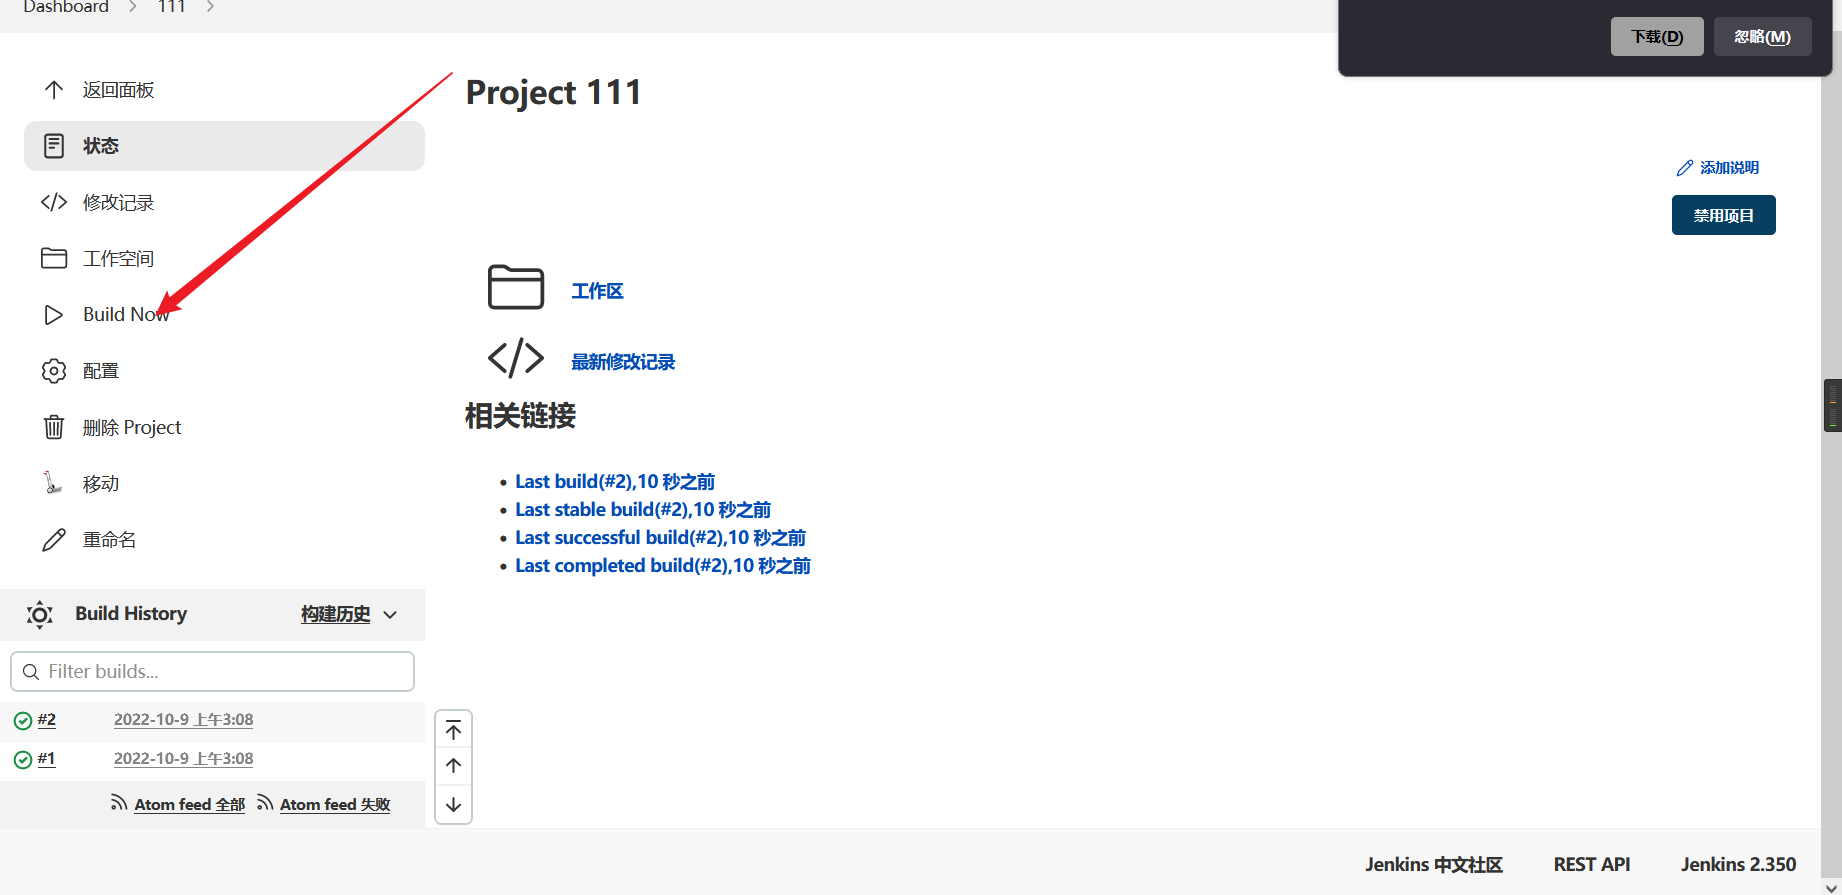 Dashboard > 111 >
下载(D) 忽略(M)
返回面板
状态
修改记录
工作空间
Build Now
配置
删除 Project
移动
重命名
Build History 构建历史
Filter builds...
#2 2022-10-9 上午3:08
#1 2022-10-9 上午3:08
Atom feed 全部 Atom feed 失败
Project 111
添加说明
禁用项目
工作区
最新修改记录
相关链接
Last build(#2),10 秒之前
Last stable build(#2),10 秒之前
Last successful build(#2),10 秒之前
Last completed build(#2),10 秒之前
Jenkins 中文社区 REST API Jenkins 2.350